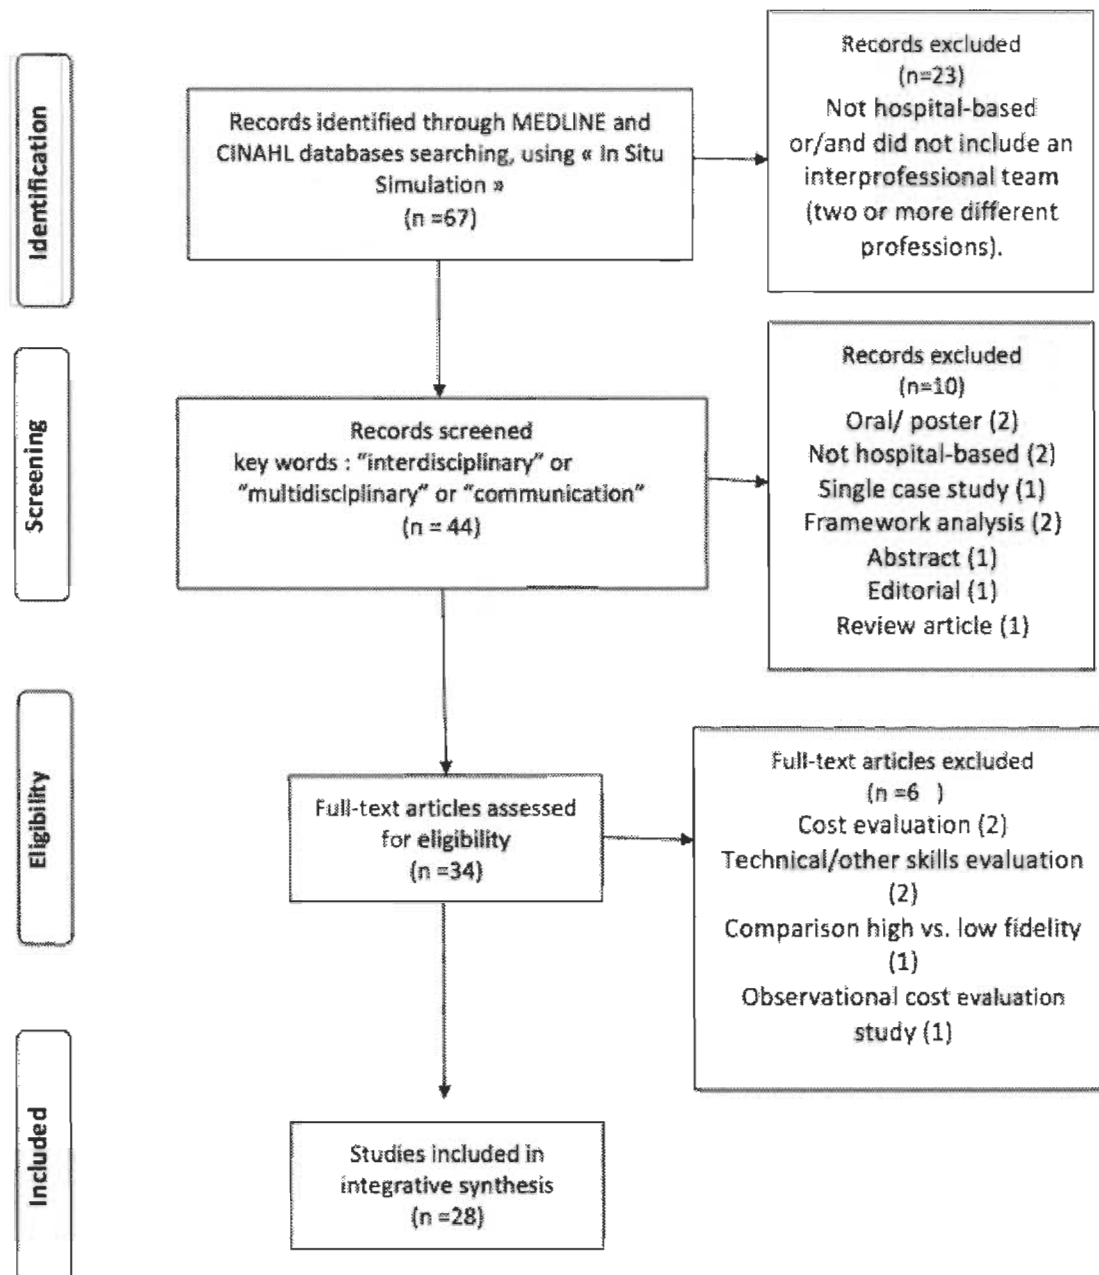 Identification
Records identified through MEDLINE and
CINAHL databases searching, using « In Situ
Simulation »
(n =67)
Records excluded
(n=23)
Not hospital-based
or/and did not include an
interprofessional team
(two or more different
professions).
Screening
Records screened
key words : “interdisciplinary” or
“multidisciplinary” or “communication”
(n = 44)
Records excluded
(n=10)
Oral/ poster (2)
Not hospital-based (2)
Single case study (1)
Framework analysis (2)
Abstract (1)
Editorial (1)
Review article (1)
Eligibility
Full-text articles assessed
for eligibility
(n =34)
Full-text articles excluded
(n =6 )
Cost evaluation (2)
Technical/other skills evaluation
(2)
Comparison high vs. low fidelity
(1)
Observational cost evaluation
study (1)
Included
Studies included in
integrative synthesis
(n =28)